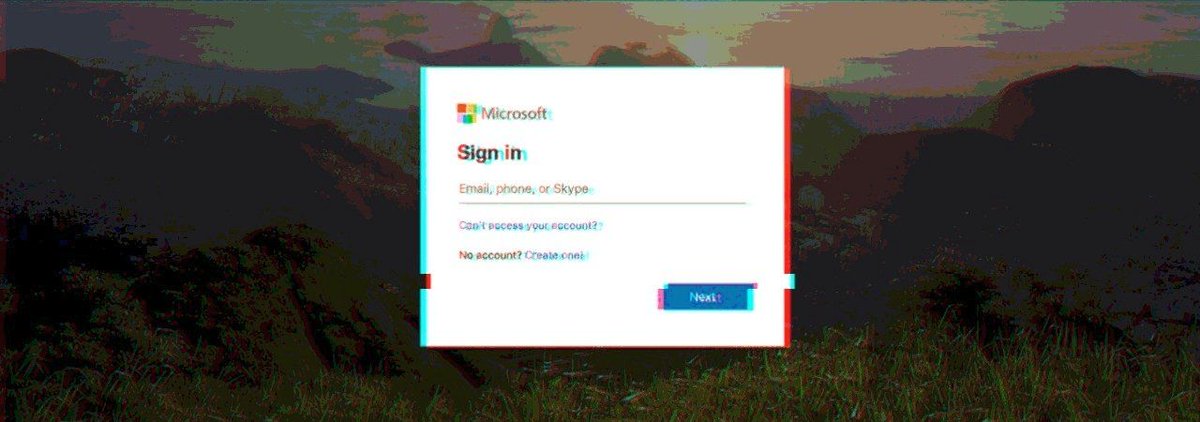 Microsoft
Sign in
Email, phone, or Skype
Can't access your account?
No account? Create one!
Next